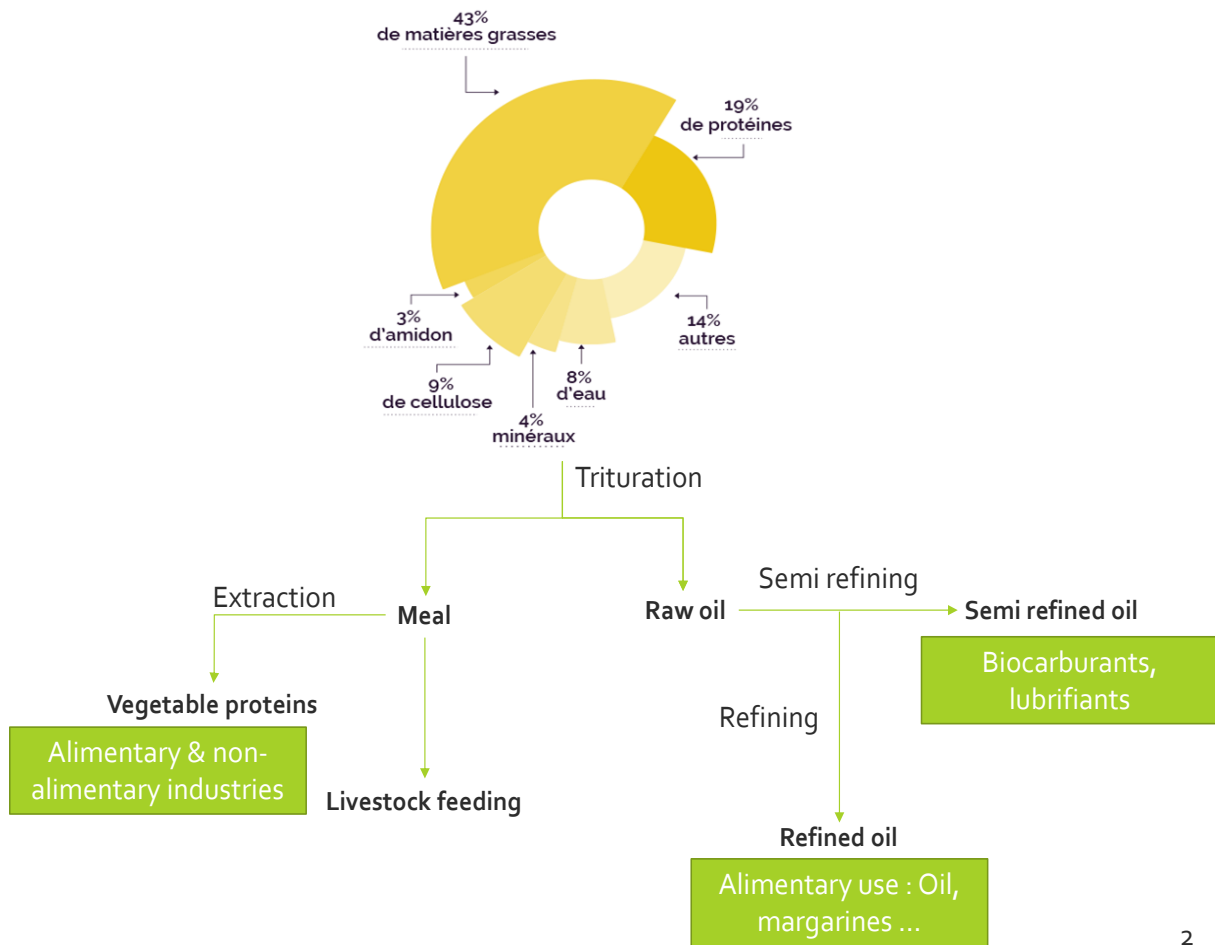 43%
de matières grasses
19%
de protéines
3%
d'amidon
14%
autres
9%
de cellulose
8%
d'eau
4%
minéraux
Trituration
Extraction
Meal
Raw oil
Semi refining
Semi refined oil
Biocarburants,
lubrifiants
Vegetable proteins
Alimentary & non-
alimentary industries
Refining
Livestock feeding
Refined oil
Alimentary use : Oil,
margarines ...
2